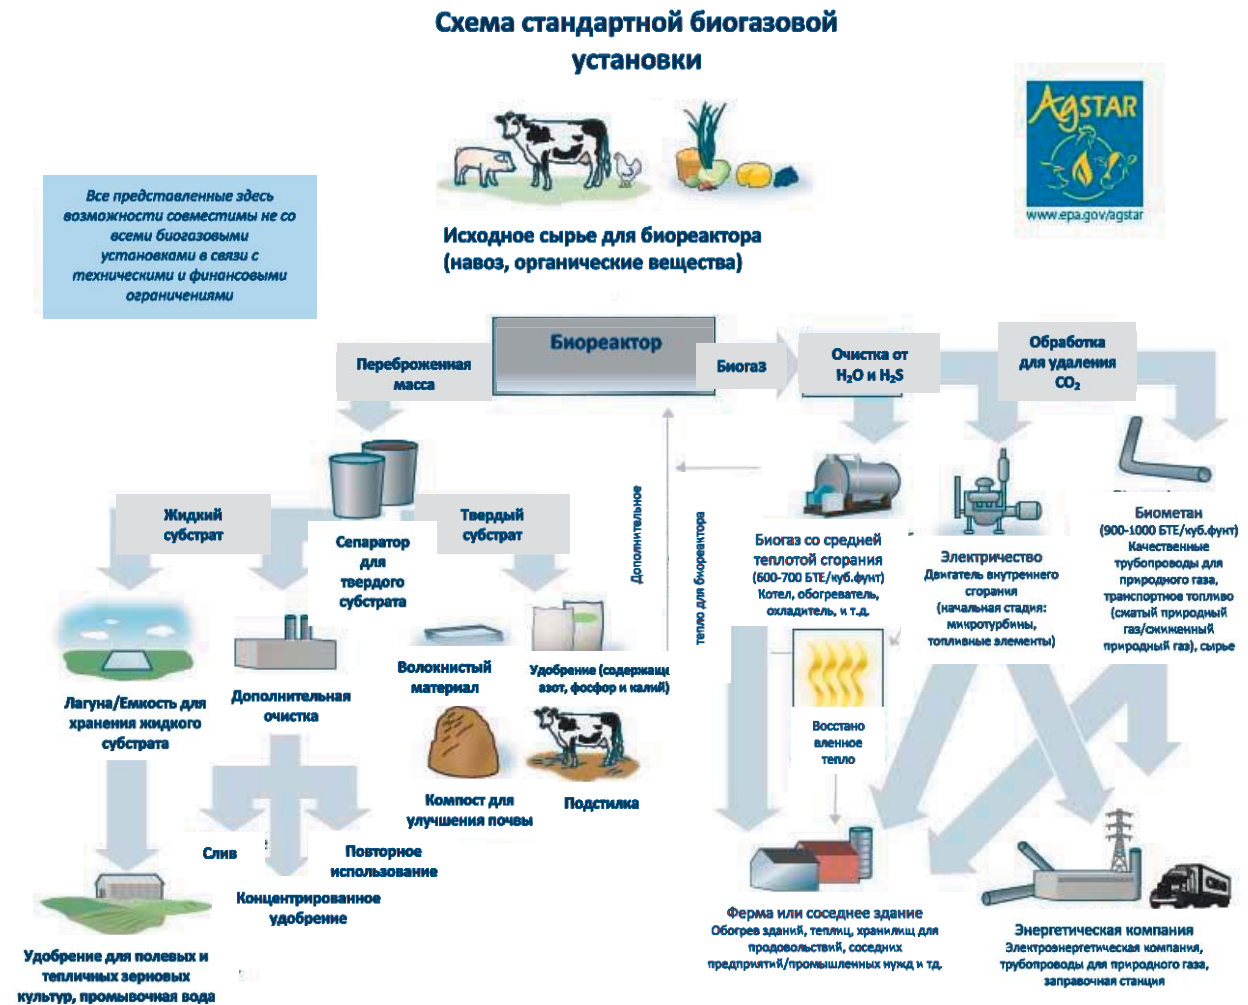 Схема стандартной биогазовой
установки
AgSTAR
www.epa.gov/agstar
Все представленные здесь
возможности совместимы не со
всеми биогазовыми
установками в связи с
техническими и финансовыми
ограничениями
Исходное сырье для биореактора
(навоз, органические вещества)
Биореактор
Переброженная
масса
Биогаз
Очистка от
H₂O и H₂S
Обработка
для удаления
CO₂
Жидкий
субстрат
Твердый
субстрат
Сепаратор
для
твердого
субстрата
Дополнительное
тепло для биореактора
Биогаз со средней
теплотой сгорания
(600-700 БТЕ/куб.фунт)
Котел, обогреватель,
охладитель, и т.д.
Электричество
Двигатель внутреннего
сгорания
(начальная стадия:
микротурбины,
топливные элементы)
Биометан
(900-1000 БТЕ/куб.фунт)
Качественные
трубопроводы для
природного газа,
транспортное топливо
(сжатый природный
газ/сжиженный
природный газ), сырье
Лагуна/Емкость для
хранения жидкого
субстрата
Дополнительная
очистка
Волокнистый
материал
Удобрение (содержащи
азот, фосфор и калий)
Восстано
вленное
тепло
Компост для
улучшения почвы
Подстилка
Слив
Повторное
использование
Концентрированное
удобрение
Удобрение для полевых и
тепличных зерновых
культур, промывочная вода
Ферма или соседнее здание
Обогрев зданий, теплиц, хранилищ для
продовольствий, соседних
предприятий/промышленных нужд и тд.
Энергетическая компания
Электроэнергетическая компания,
трубопроводы для природного газа,
заправочная станция